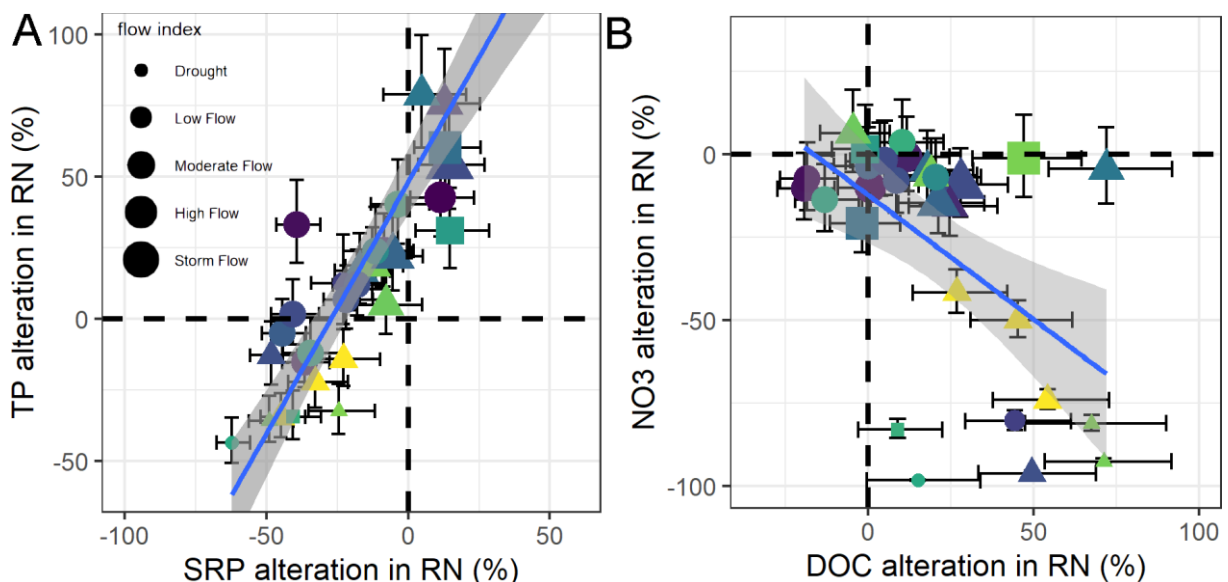 A
flow index
Drought
Low Flow
Moderate Flow
High Flow
Storm Flow
100
50
0
-50
-100
-50
0
50
TP alteration in RN (%)
SRP alteration in RN (%)
B
0
-50
-100
0
50
100
NO3 alteration in RN (%)
DOC alteration in RN (%)